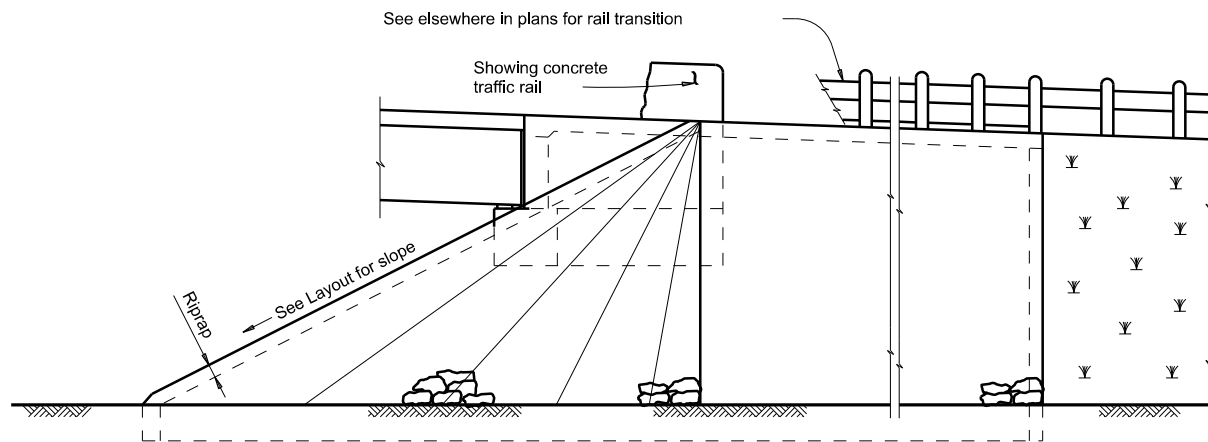 See elsewhere in plans for rail transition
Showing concrete
traffic rail
See Layout for slope
Riprap